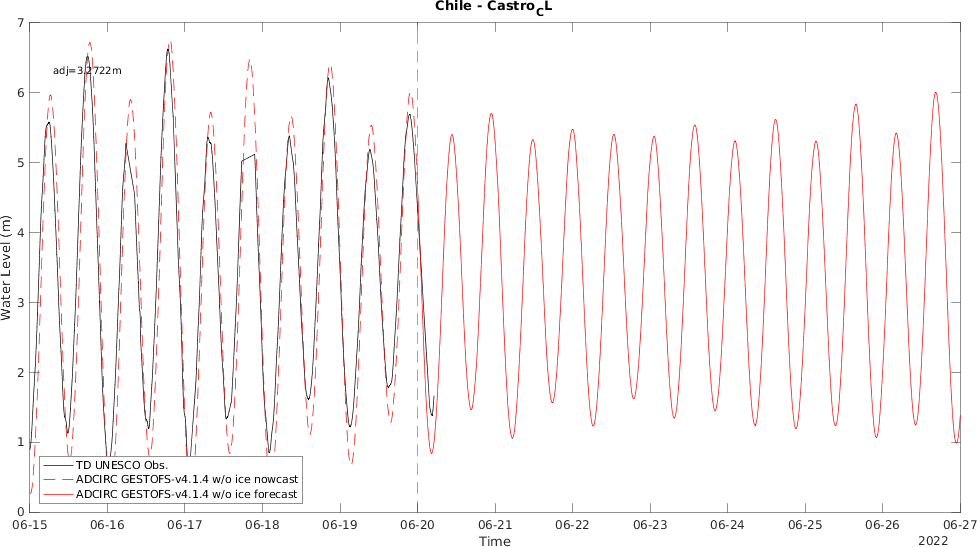 Chile - Castro_CL
7
6
5
4
3
2
1
0
Water Level (m)
adj=3.2722m
TD UNESCO Obs.
ADCIRC GESTOFS-v4.1.4 w/o ice nowcast
ADCIRC GESTOFS-v4.1.4 w/o ice forecast
06-15 06-16 06-17 06-18 06-19 06-20 06-21 06-22 06-23 06-24 06-25 06-26 06-27
Time
2022